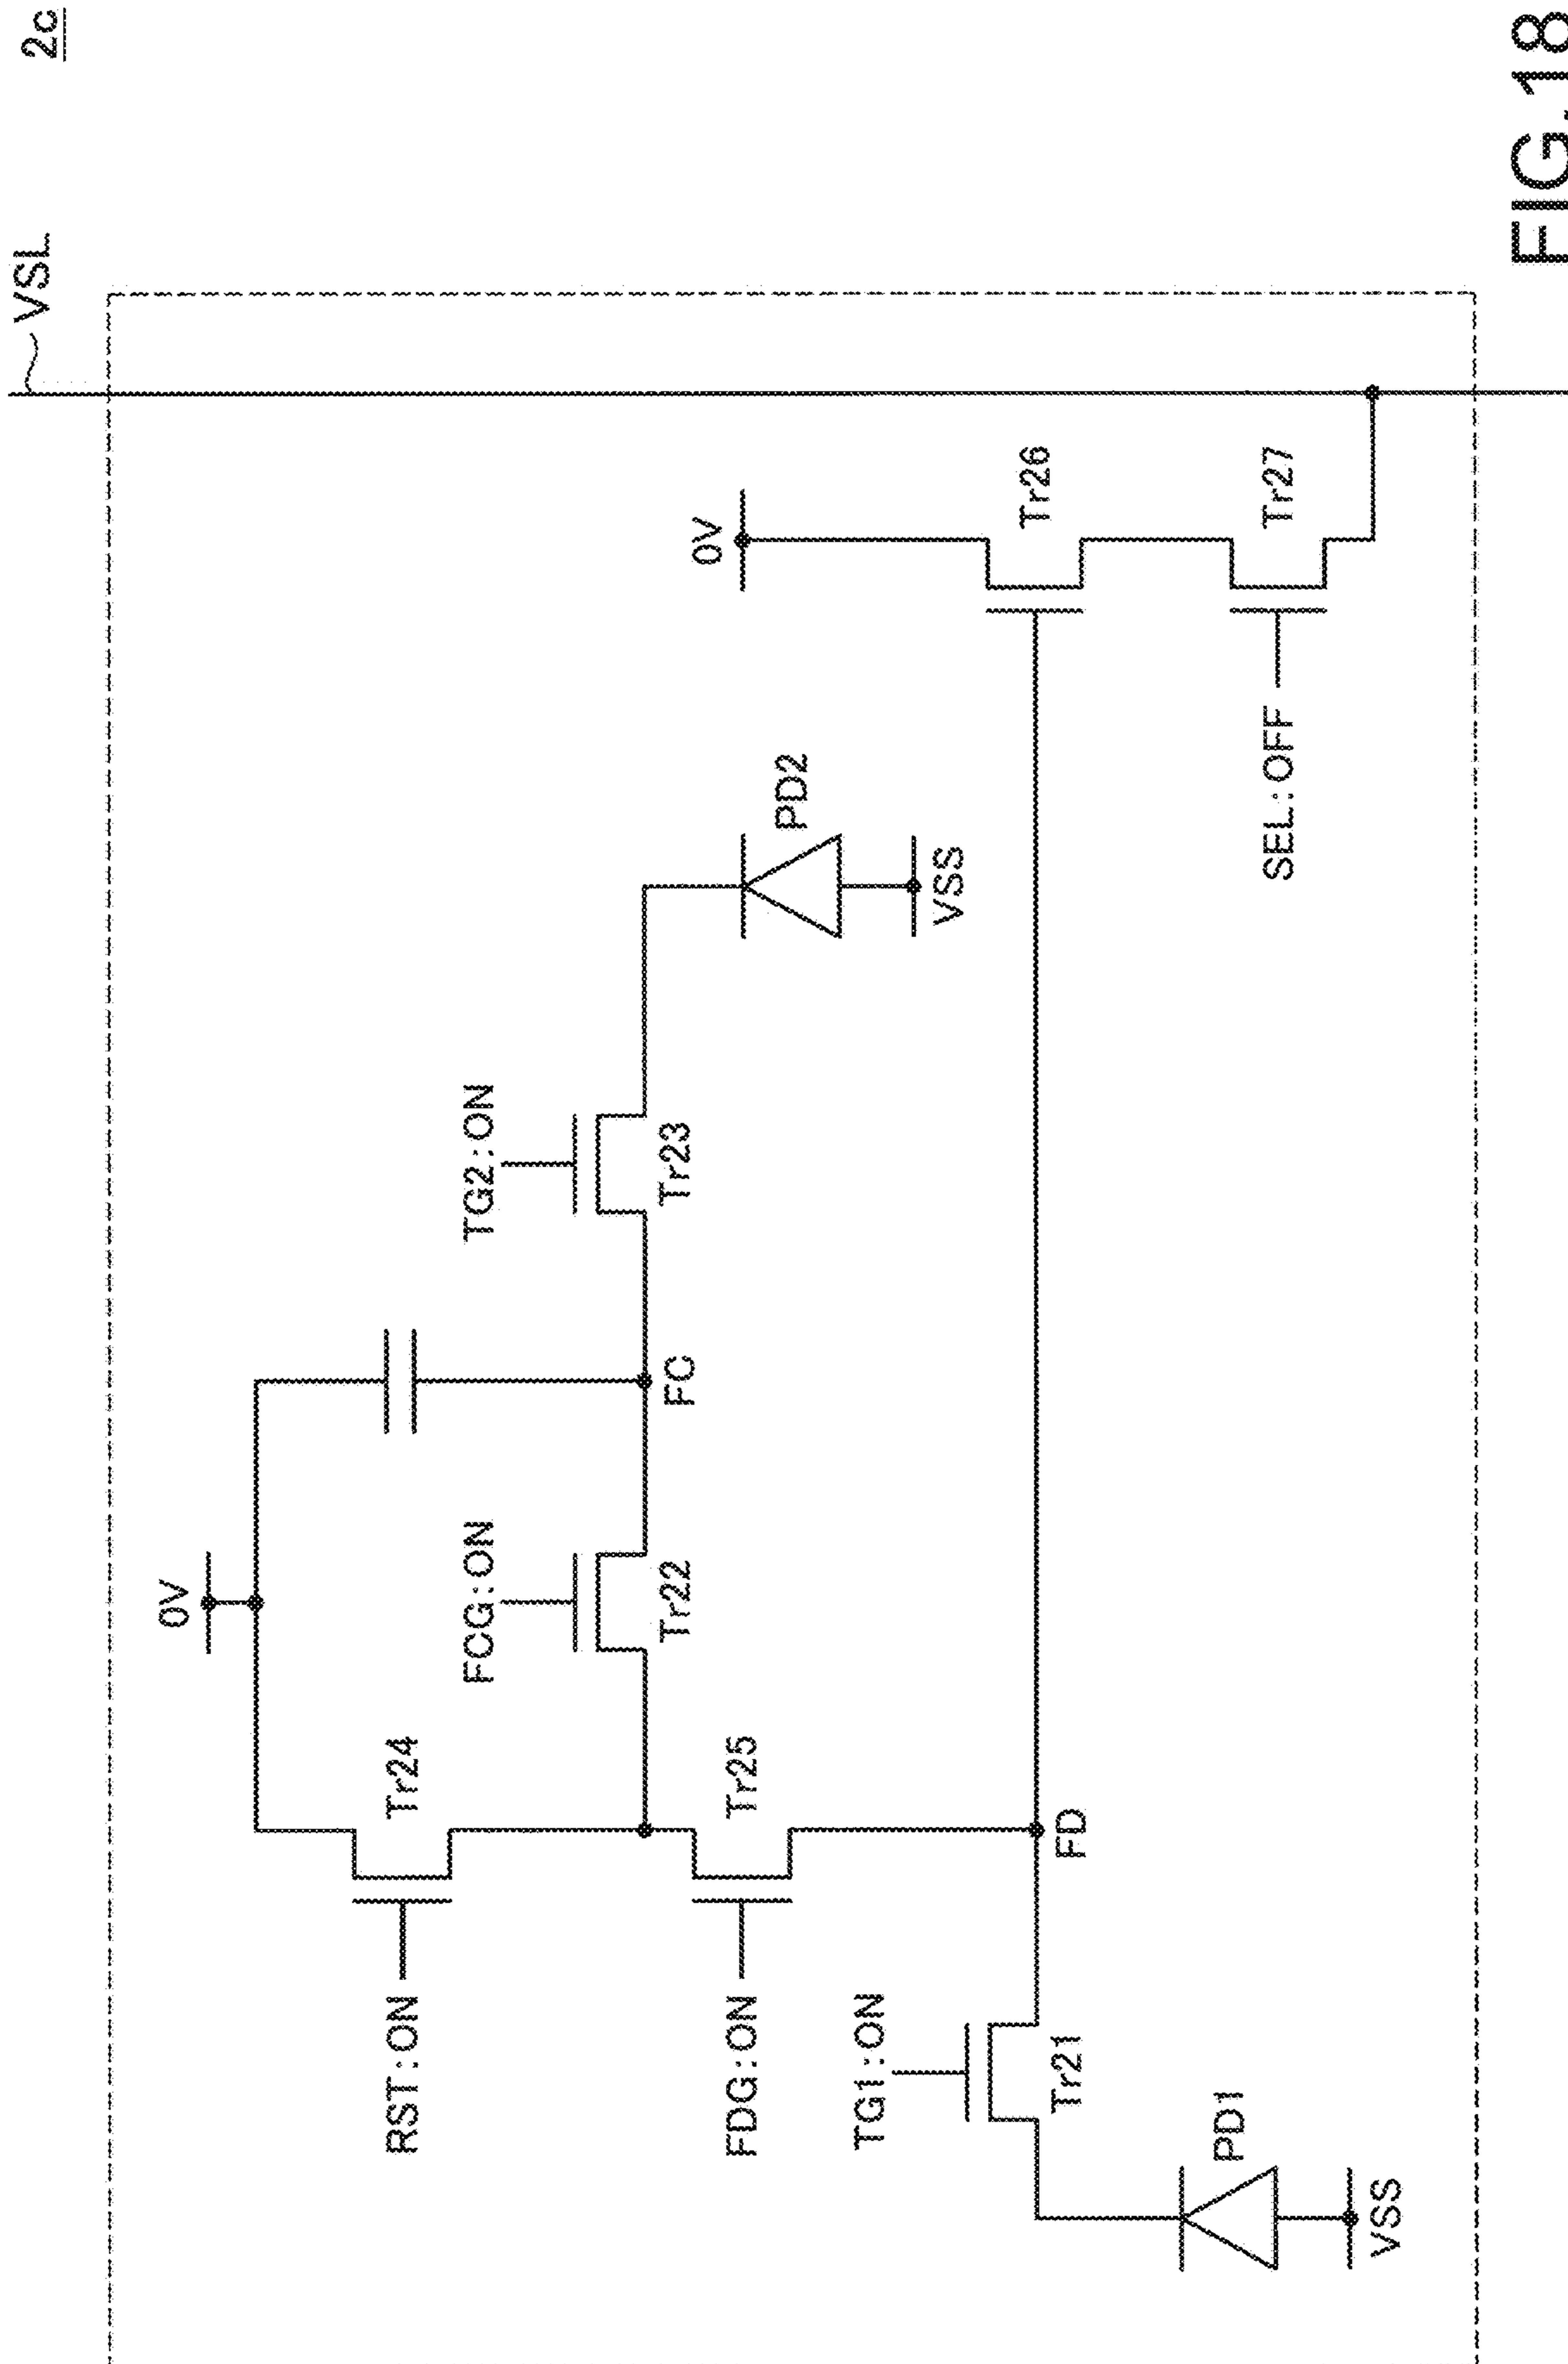 2c
VSL
0V
RST:ON
Tr24
FCG:ON
Tr22
FC
TG2:ON
Tr23
FDG:ON
Tr25
PD2
VSS
0V
Tr26
TG1:ON
Tr21
FD
PD1
VSS
SEL:OFF
Tr27
FIG.18